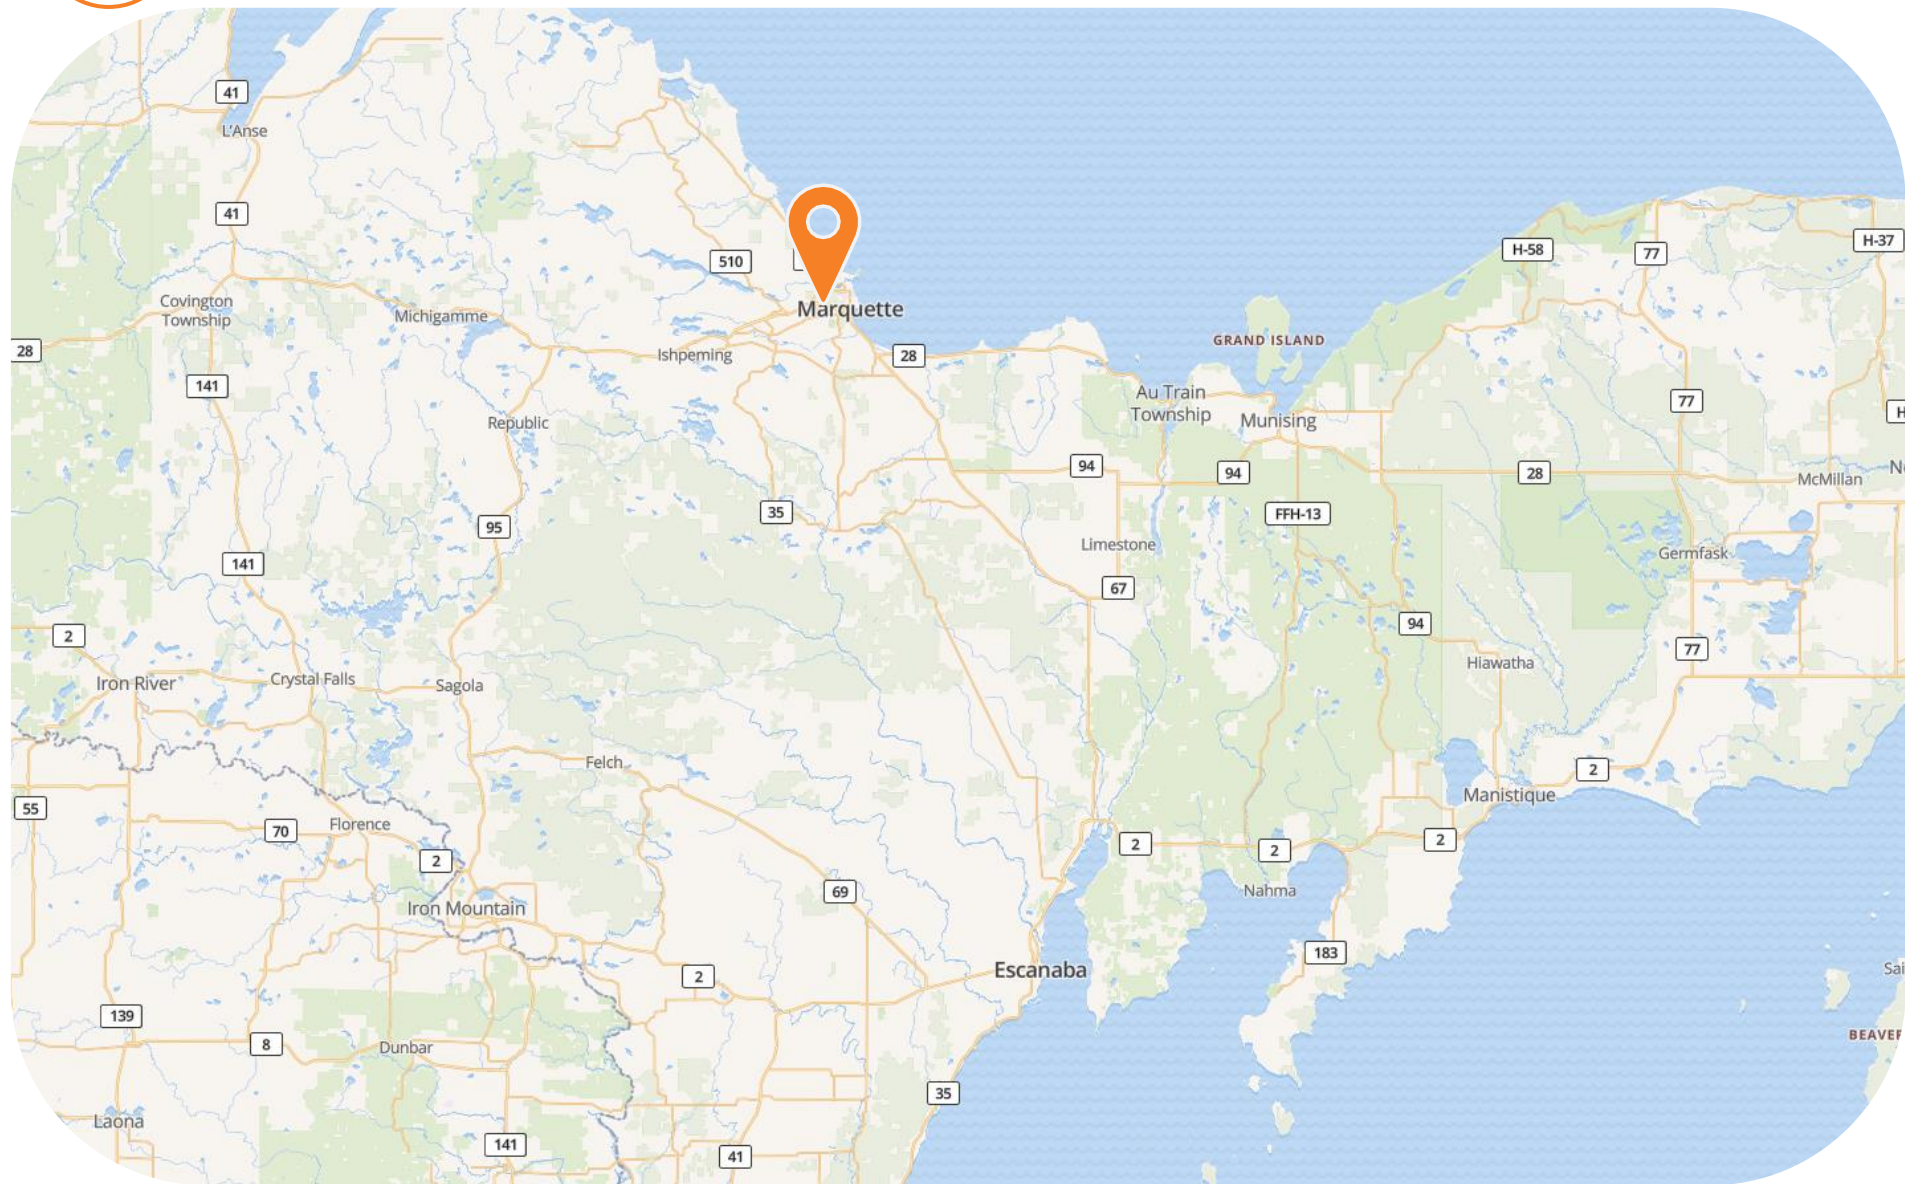 41
L'Anse
41
510
H-58
77
H-37
Covington
Township
Michigamme
Marquette
28
Ishpeming
28
GRAND ISLAND
141
Au Train
Township
77
Republic
Munising
94
94
28
McMillan
35
FFH-13
95
Limestone
Germfask
141
67
94
2
77
Hiawatha
Iron River
Crystal Falls
Sagola
Felch
2
Manistique
55
70
Florence
2
2
2
2
69
Nahma
Iron Mountain
183
Escanaba
2
139
8
Dunbar
35
Laona
141
41